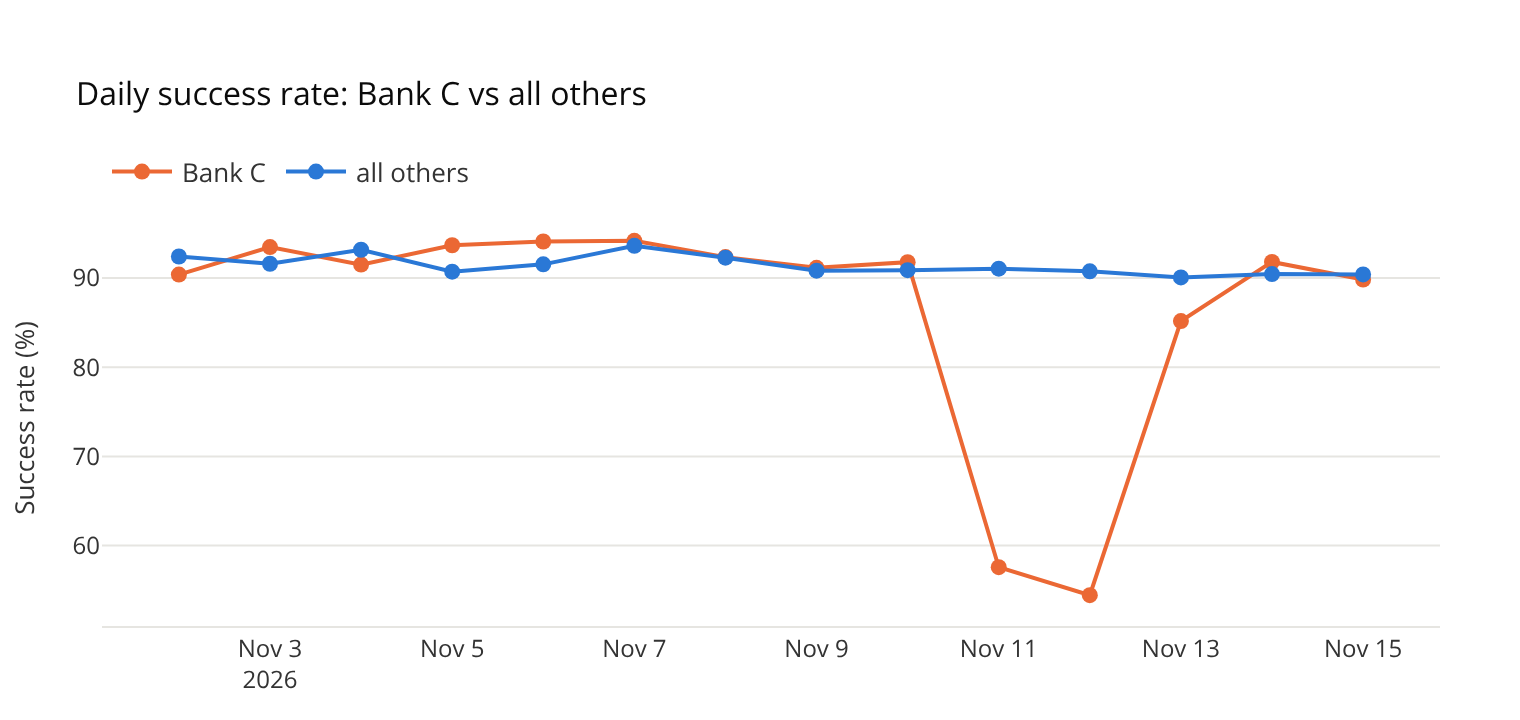 Daily success rate: Bank C vs all others
Bank C
all others
Success rate (%)
90
80
70
60
Nov 3
2026
Nov 5
Nov 7
Nov 9
Nov 11
Nov 13
Nov 15